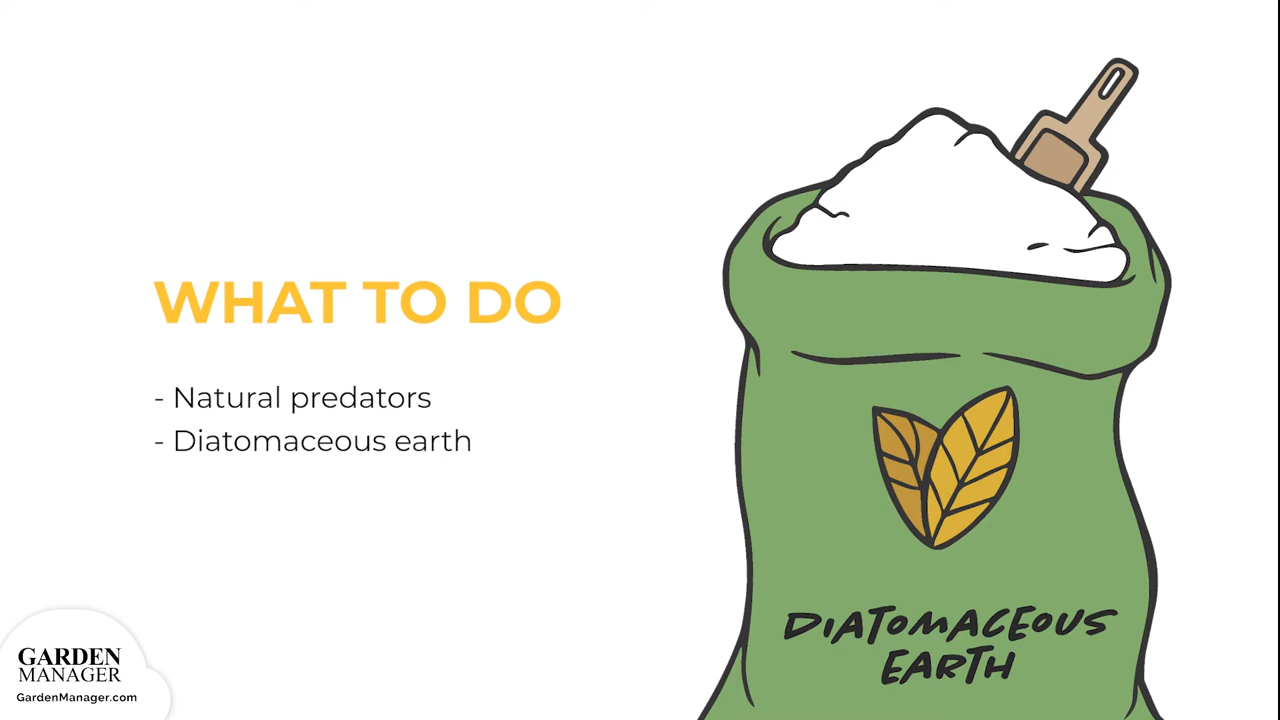 WHAT TO DO
- Natural predators
- Diatomaceous earth
DIATOMACEOUS
EARTH
GARDEN
MANAGER
GardenManager.com